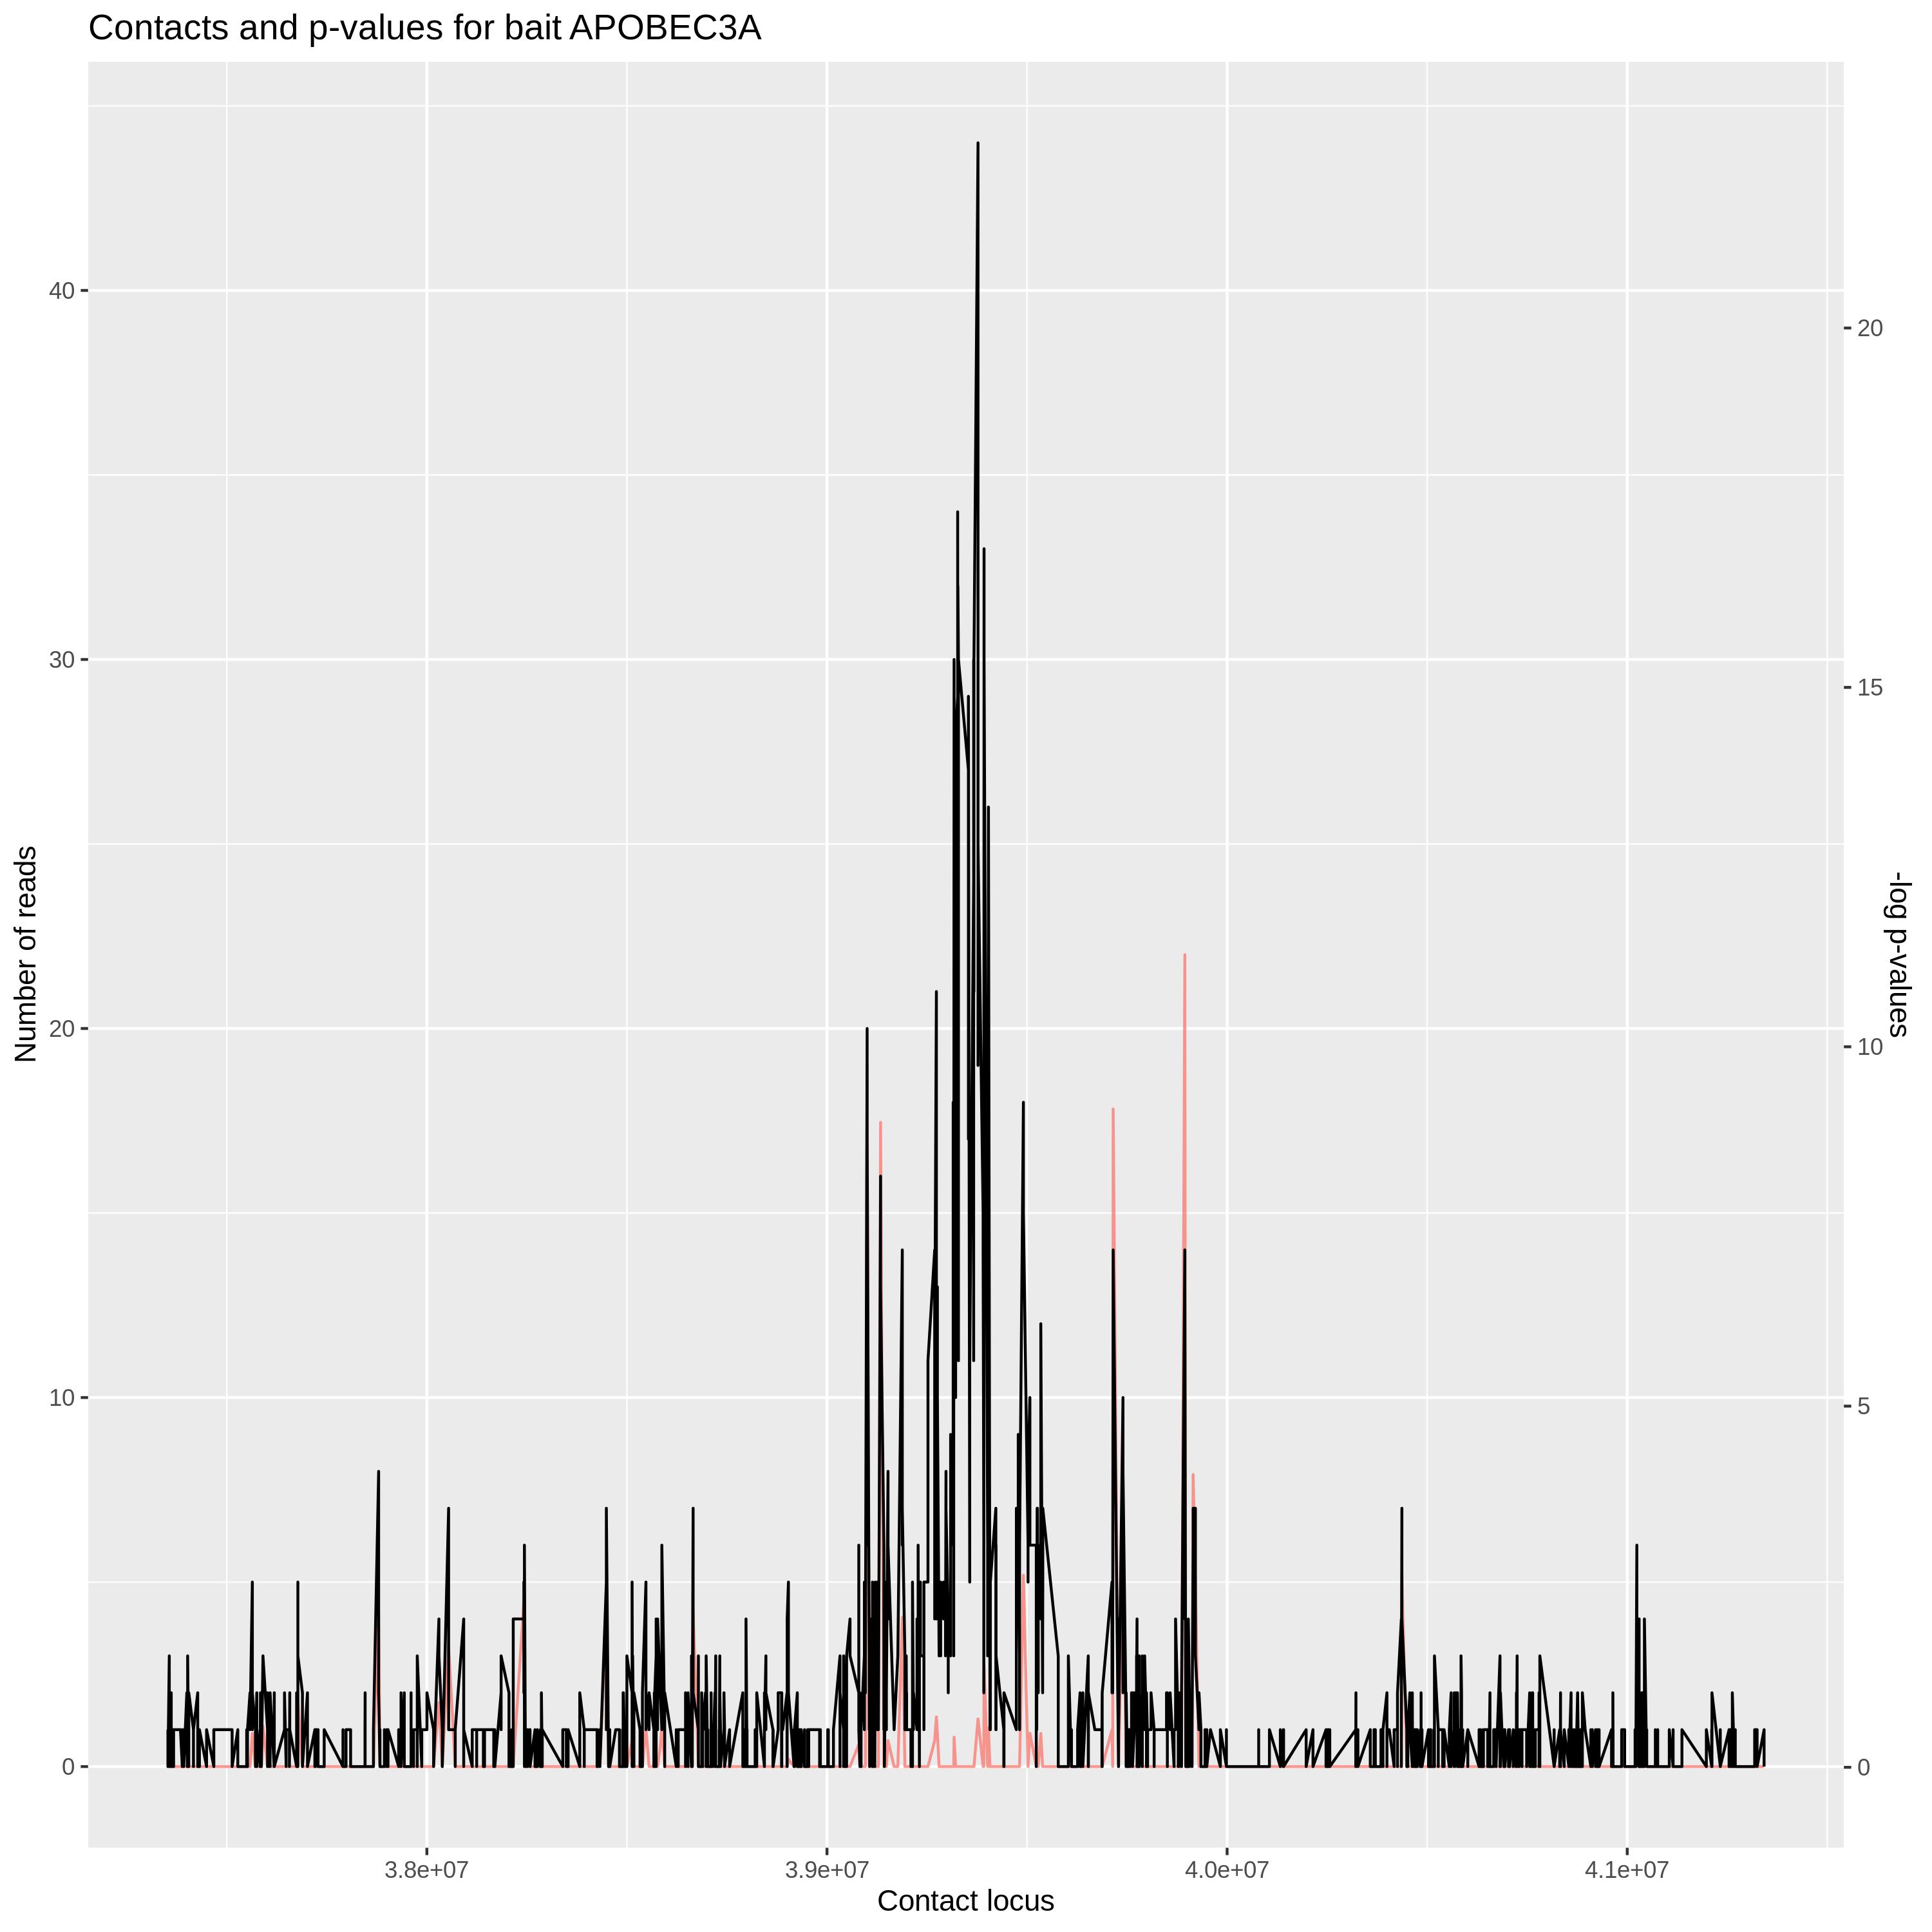 Contacts and p-values for bait APOBEC3A
40
30
20
10
0
Number of reads
20
15
10
5
0
-log p-values
3.8e+07 3.9e+07 4.0e+07 4.1e+07
Contact locus